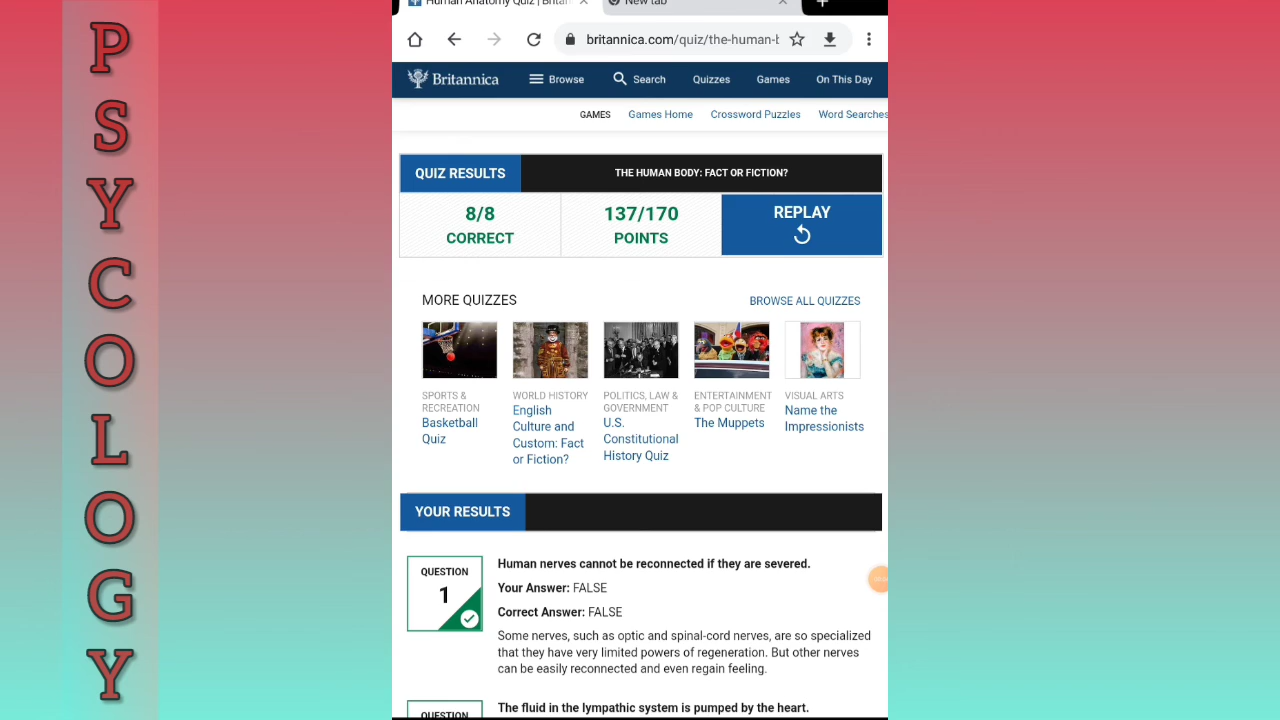 P
S
Y
C
O
L
O
G
Y
Human Anatomy Quiz | Britan
New tab
britannica.com/quiz/the-human-b
Britannica
Browse
Search
Quizzes
Games
On This Day
GAMES
Games Home
Crossword Puzzles
Word Searches
QUIZ RESULTS
THE HUMAN BODY: FACT OR FICTION?
8/8
CORRECT
137/170
POINTS
REPLAY
MORE QUIZZES
BROWSE ALL QUIZZES
SPORTS &
RECREATION
Basketball
Quiz
WORLD HISTORY
English
Culture and
Custom: Fact
or Fiction?
POLITICS, LAW &
GOVERNMENT
U.S.
Constitutional
History Quiz
ENTERTAINMENT
& POP CULTURE
The Muppets
VISUAL ARTS
Name the
Impressionists
YOUR RESULTS
QUESTION
1
Human nerves cannot be reconnected if they are severed.
Your Answer: FALSE
Correct Answer: FALSE
Some nerves, such as optic and spinal-cord nerves, are so specialized
that they have very limited powers of regeneration. But other nerves
can be easily reconnected and even regain feeling.
QUESTION
The fluid in the lympathic system is pumped by the heart.